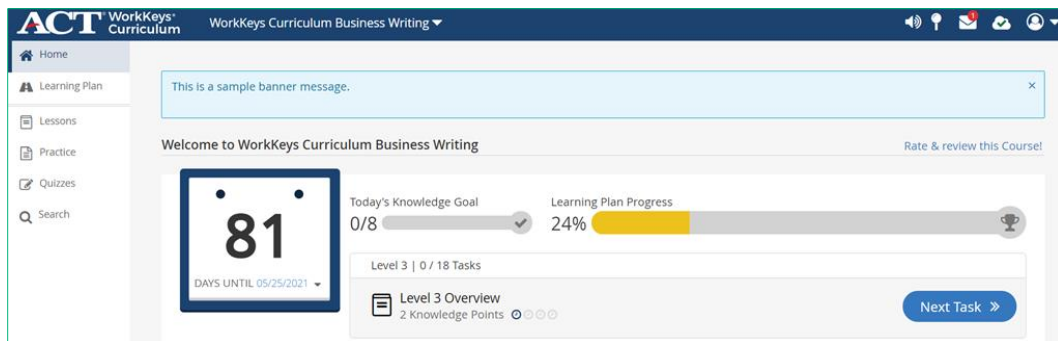 ACT WorkKeys® Curriculum
WorkKeys Curriculum Business Writing
1
Home
Learning Plan
Lessons
Practice
Quizzes
Search
This is a sample banner message.
×
Welcome to WorkKeys Curriculum Business Writing
Rate & review this Course!
81
DAYS UNTIL 05/25/2021
Today's Knowledge Goal
0/8
Learning Plan Progress
24%
Level 3 | 0 / 18 Tasks
Level 3 Overview
2 Knowledge Points
Next Task »